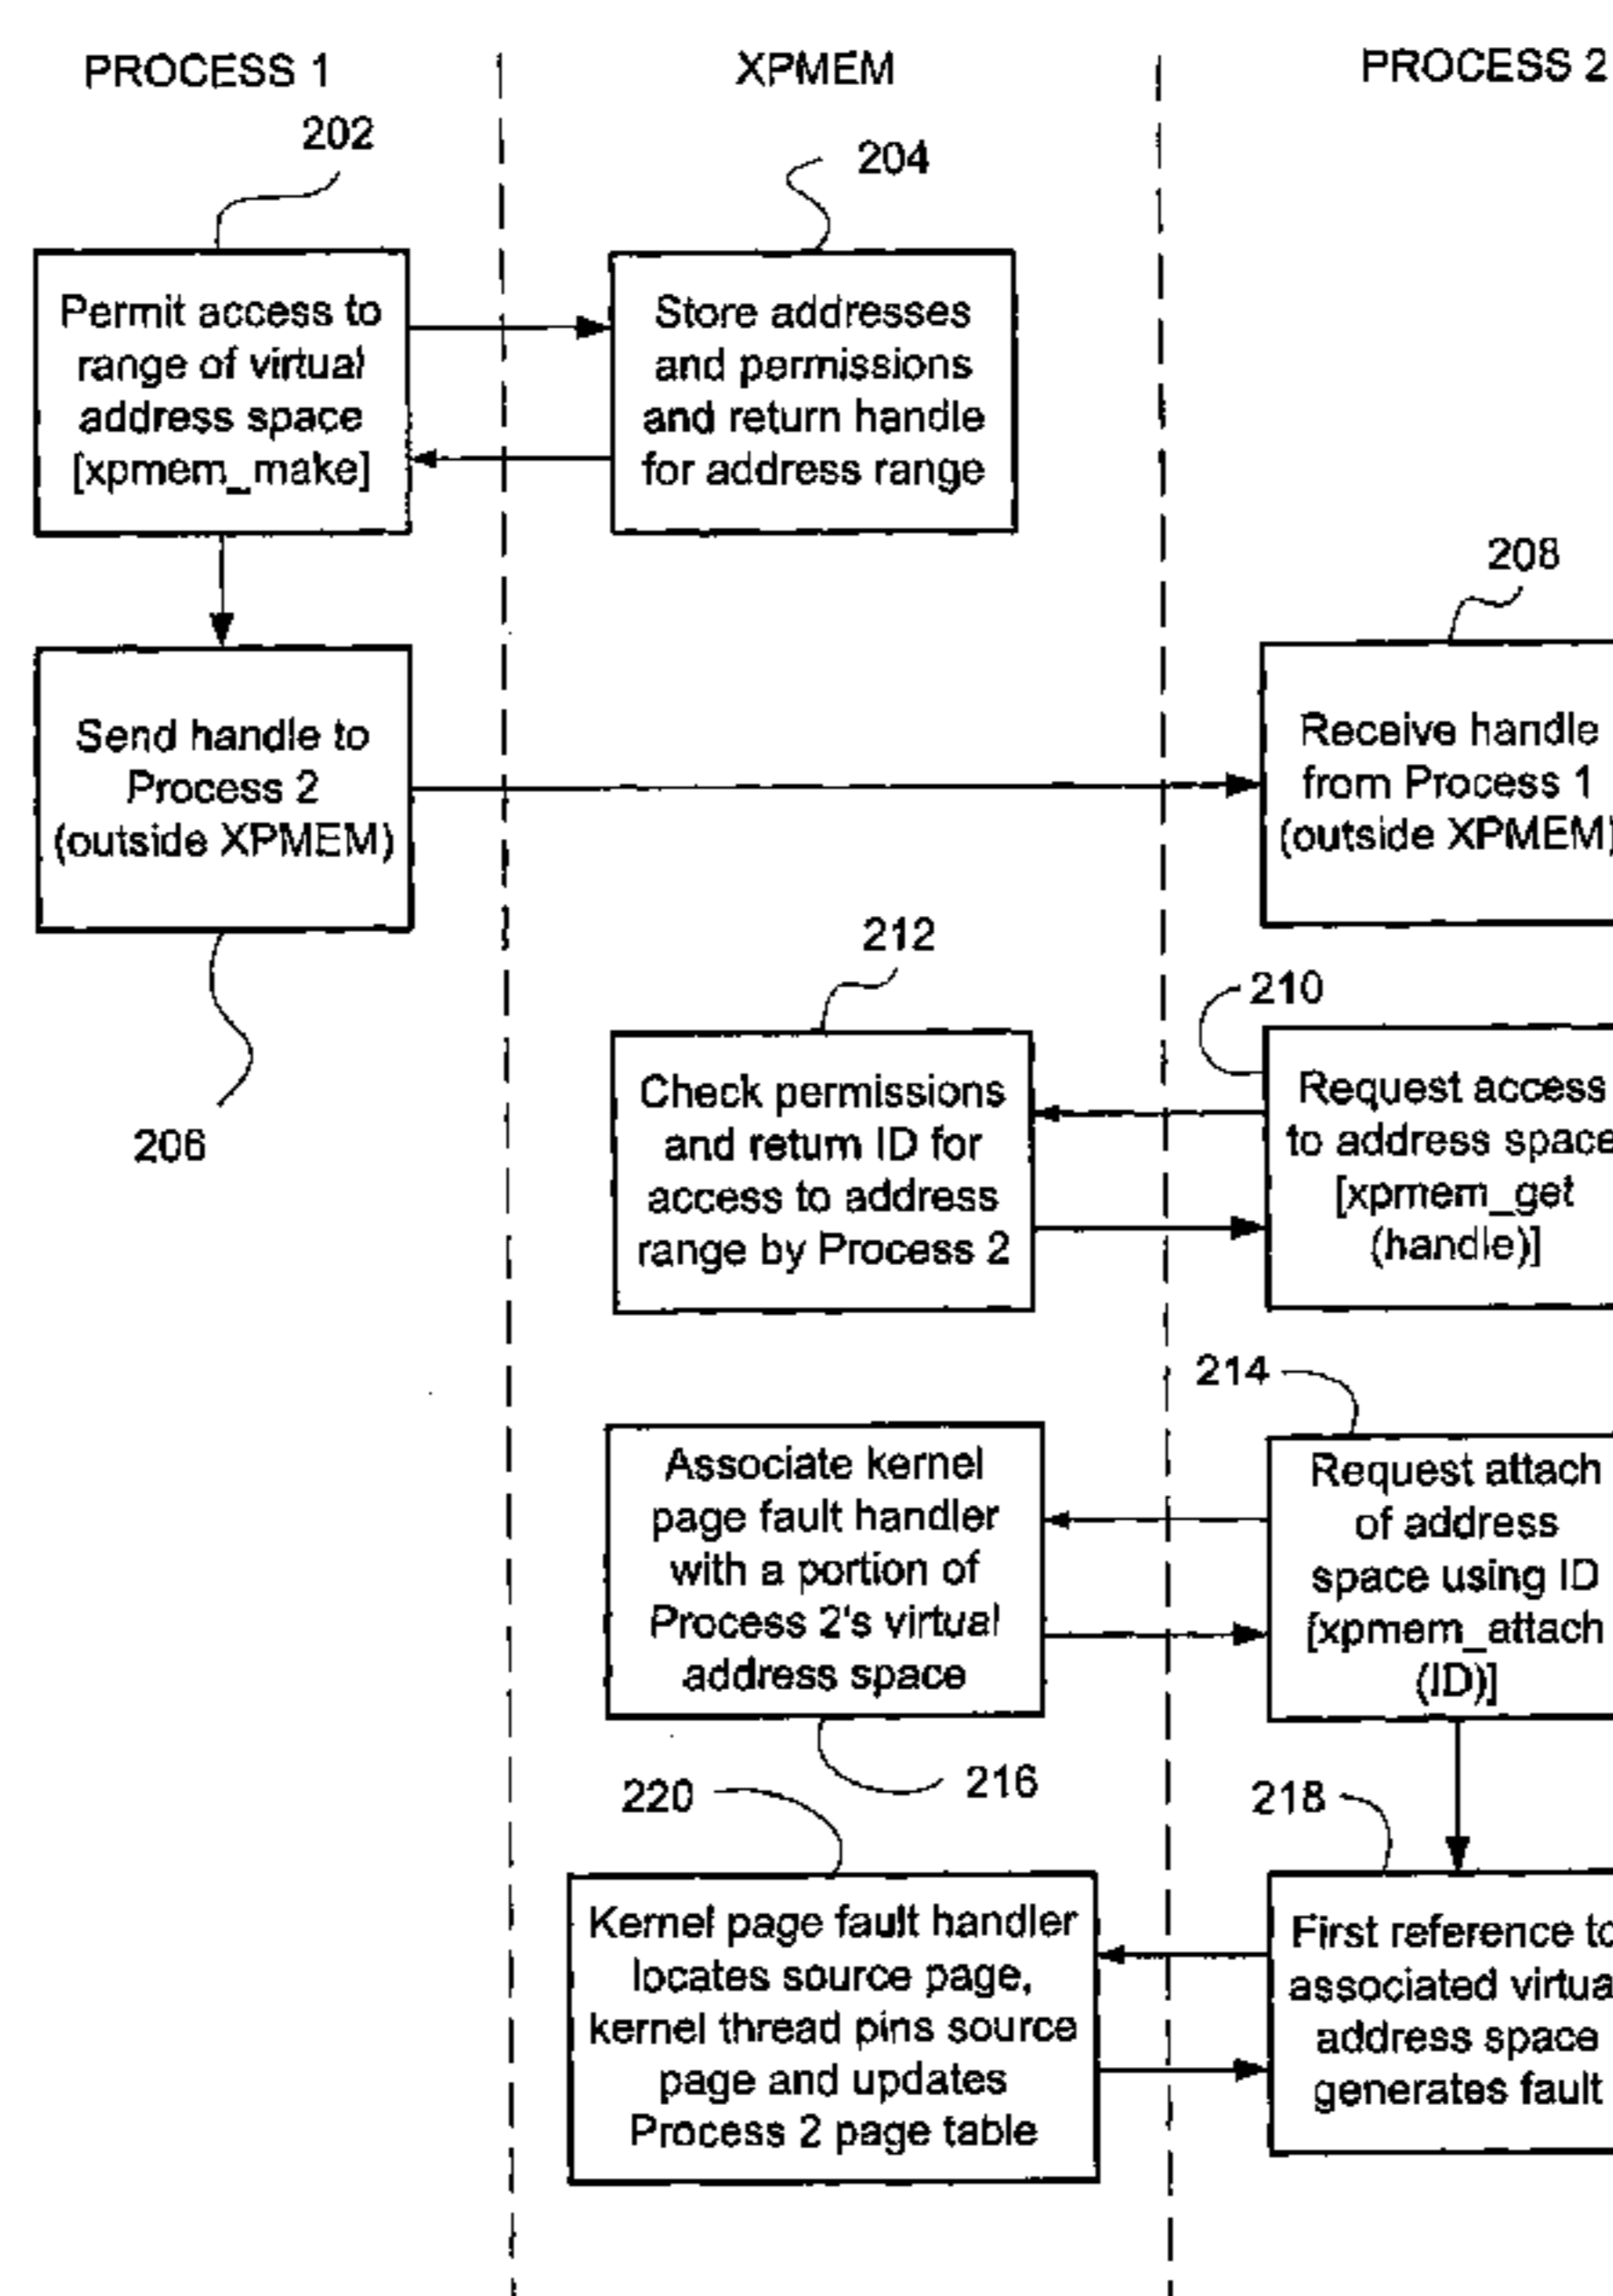 PROCESS 1
XPMEM
PROCESS 2
202
204
Permit access to
range of virtual
address space
[xpmem_make]
Store addresses
and permissions
and return handle
for address range
208
Send handle to
Process 2
(outside XPMEM)
Receive handle
from Process 1
(outside XPMEM)
206
212
210
Check permissions
and return ID for
access to address
range by Process 2
Request access
to address space
[xpmem_get
(handle)]
214
Associate kernel
page fault handler
with a portion of
Process 2's virtual
address space
Request attach
of address
space using ID
[xpmem_attach
(ID)]
216
220
218
Kernel page fault handler
locates source page,
kernel thread pins source
page and updates
Process 2 page table
First reference to
associated virtual
address space
generates fault